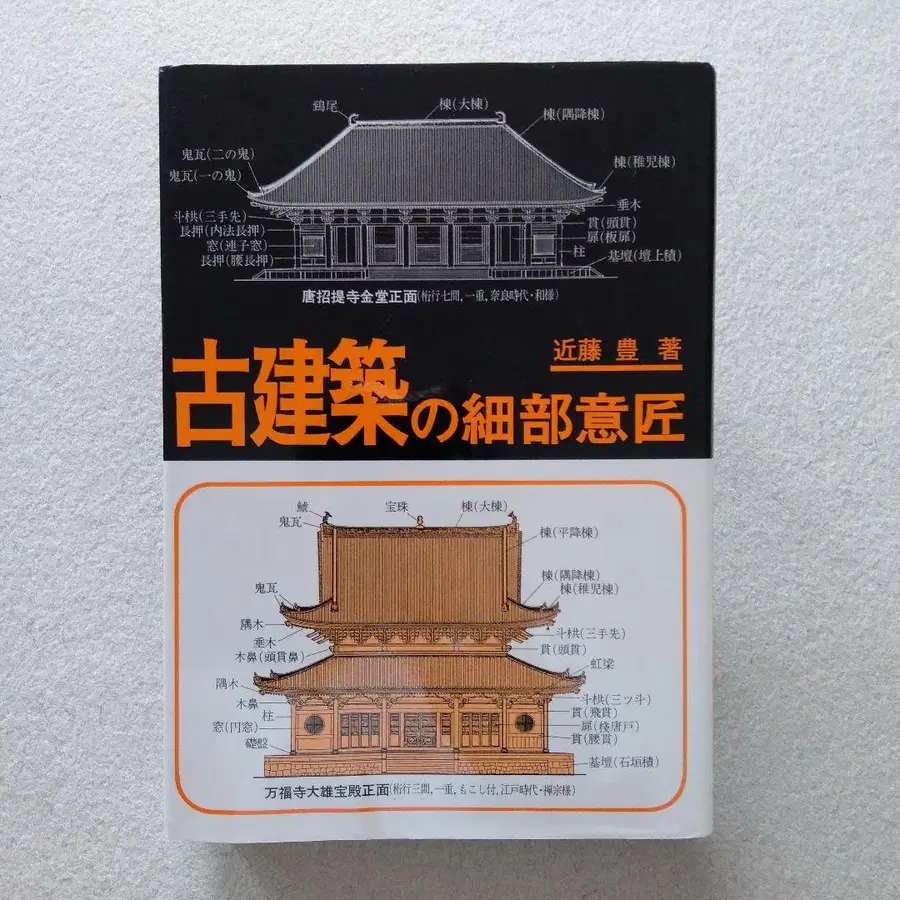 鴟尾
棟(大棟)
棟(隅降棟)
鬼瓦(二の鬼)
鬼瓦(一の鬼)
棟(稚児棟)
斗栱(三手先)
長押(内法長押)
窓(連子窓)
長押(腰長押)
垂木
貫(頭貫)
扉(板扉)
柱
基壇(壇上積)
唐招提寺金堂正面(桁行七間,一重,奈良時代・和様)
近藤 豊 著
古建築の細部意匠
鯱
鬼瓦
宝珠
棟(大棟)
棟(平降棟)
棟(隅降棟)
棟(稚児棟)
鬼瓦
隅木
垂木
木鼻(頭貫鼻)
斗栱(三手先)
貫(頭貫)
虹梁
隅木
木鼻
柱
窓(円窓)
礎盤
斗栱(三ツ斗)
貫(飛貫)
扉(桟唐戸)
貫(腰貫)
基壇(石垣積)
万福寺大雄宝殿正面(桁行三間,一重,もこし付,江戸時代・禅宗様)